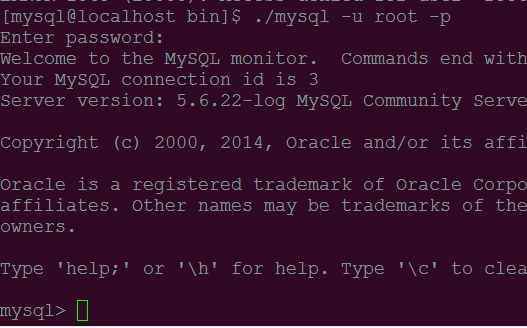 [mysql@localhost bin]$ ./mysql -u root -p
Enter password:
Welcome to the MySQL monitor.  Commands end with
Your MySQL connection id is 3
Server version: 5.6.22-log MySQL Community Serve
Copyright (c) 2000, 2014, Oracle and/or its affi
Oracle is a registered trademark of Oracle Corpo
affiliates. Other names may be trademarks of the
owners.
Type 'help;' or '\h' for help. Type '\c' to clea
mysql>